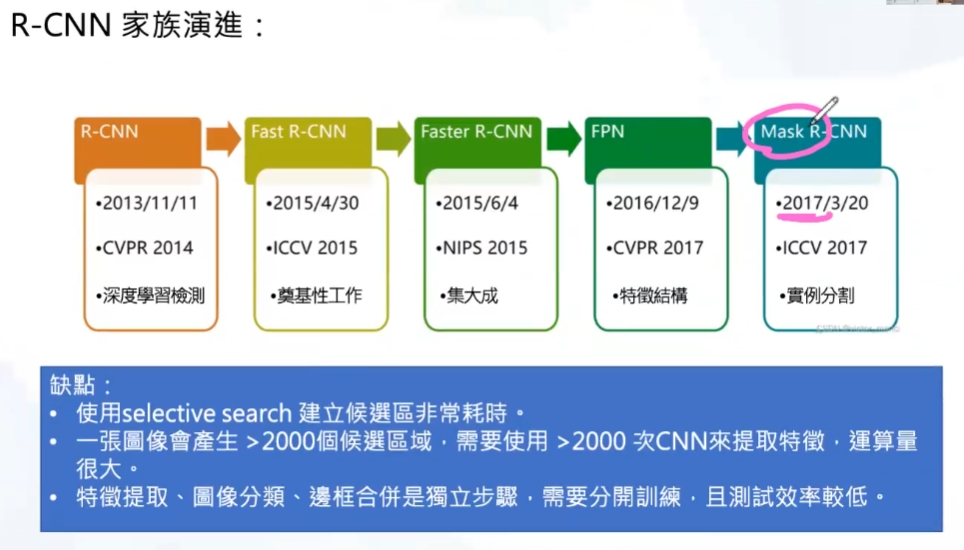 R-CNN 家族演進：
R-CNN
Fast R-CNN
Faster R-CNN
FPN
Mask R-CNN
•2013/11/11
•CVPR 2014
•深度學習檢測
•2015/4/30
•ICCV 2015
•奠基性工作
•2015/6/4
•NIPS 2015
•集大成
•2016/12/9
•CVPR 2017
•特徵結構
•2017/3/20
•ICCV 2017
•實例分割
缺點：
• 使用selective search 建立候選區非常耗時。
• 一張圖像會產生 >2000個候選區域，需要使用 >2000 次CNN來提取特徵，運算量
很大。
• 特徵提取、圖像分類、邊框合併是獨立步驟，需要分開訓練，且測試效率較低。